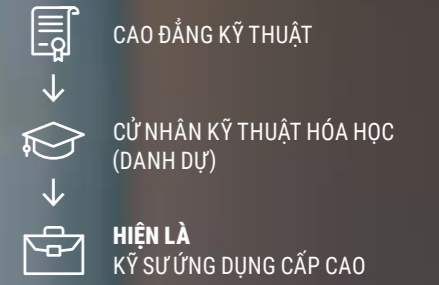 CAO ĐẲNG KỸ THUẬT
CỬ NHÂN KỸ THUẬT HÓA HỌC
(DANH DỰ)
HIỆN LÀ
KỸ SƯ ỨNG DỤNG CẤP CAO